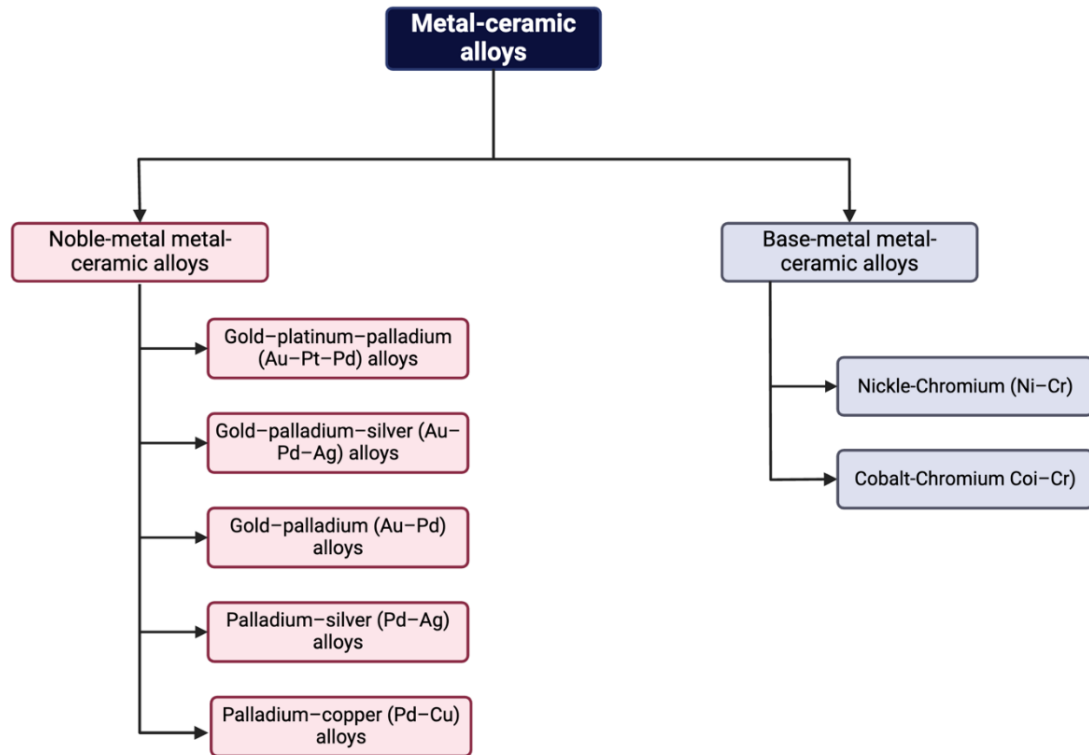 Metal-ceramic
alloys
Noble-metal metal-
ceramic alloys
Gold–platinum–palladium
(Au–Pt–Pd) alloys
Gold–palladium–silver (Au–
Pd–Ag) alloys
Gold–palladium (Au–Pd)
alloys
Palladium–silver (Pd–Ag)
alloys
Palladium–copper (Pd–Cu)
alloys
Base-metal metal-
ceramic alloys
Nickle-Chromium (Ni–Cr)
Cobalt-Chromium Coi–Cr)